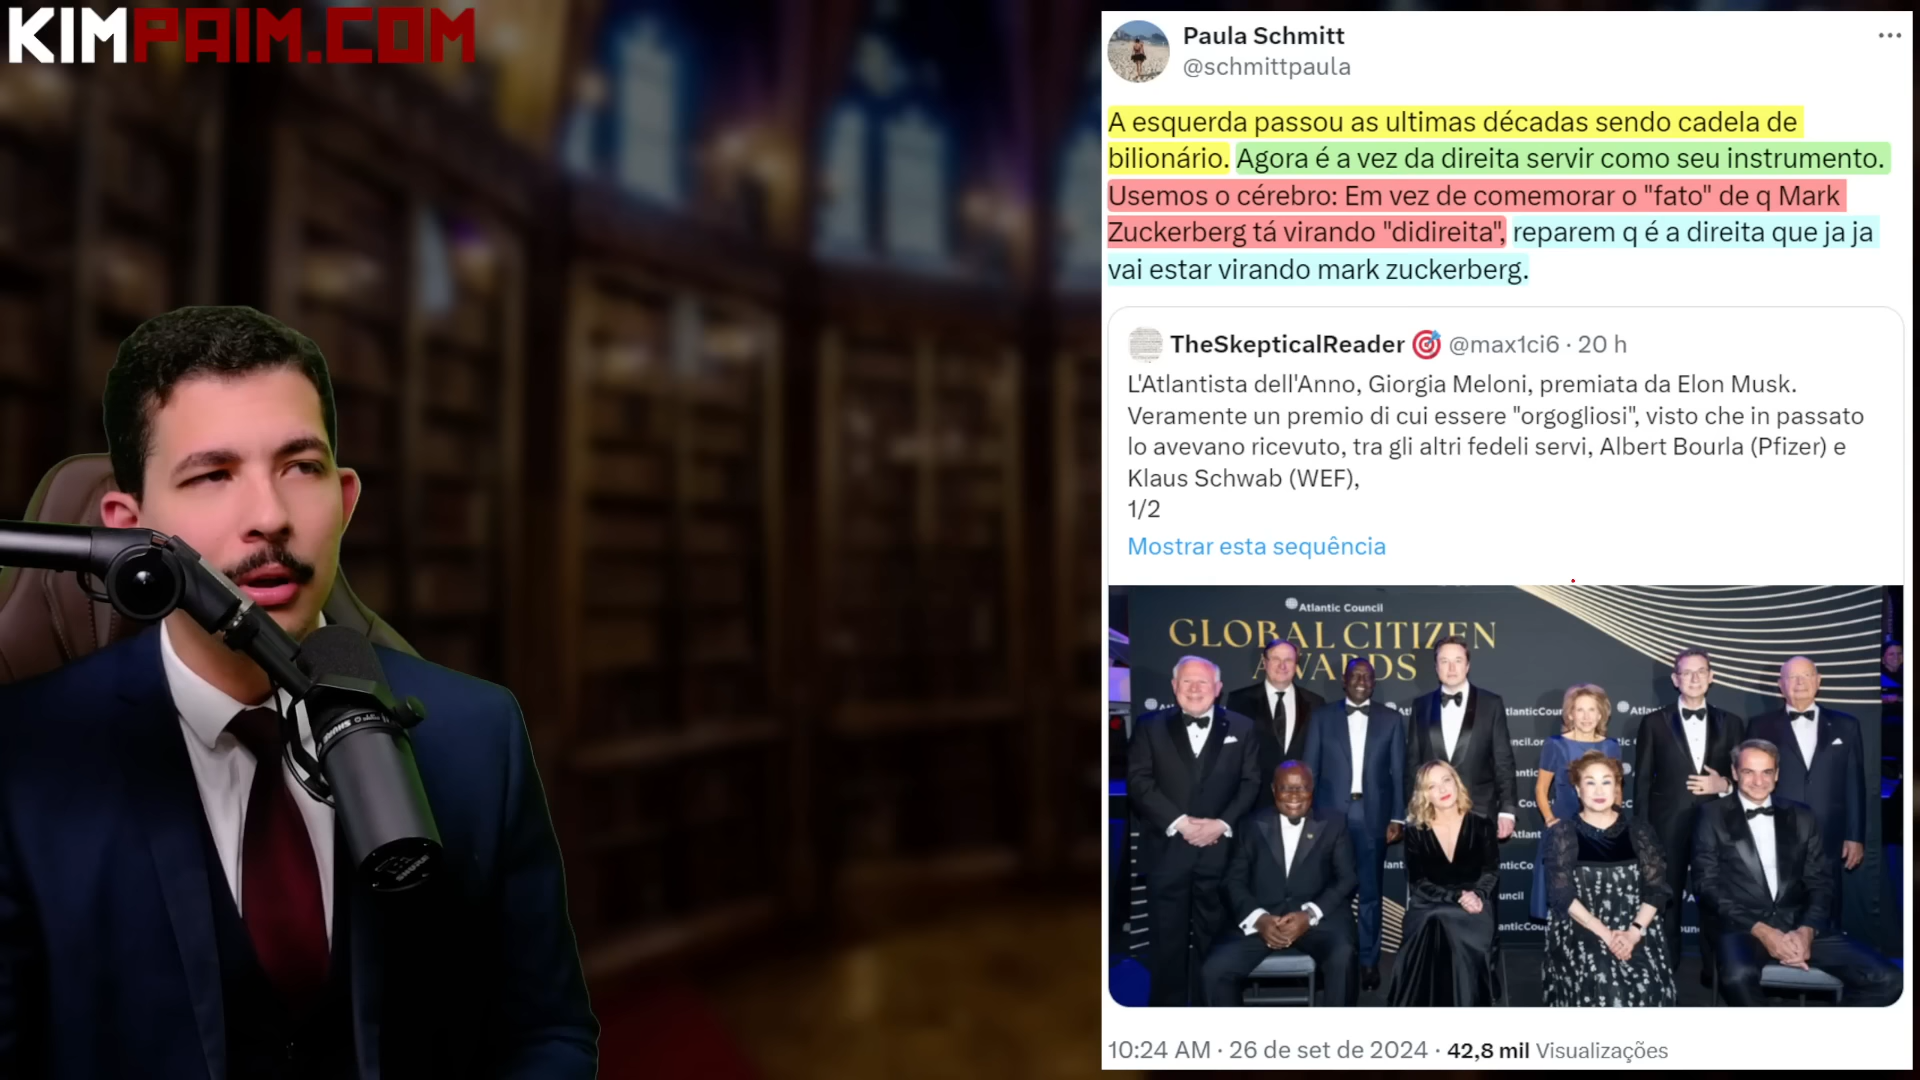 KIMPAIM.COM
Paula Schmitt
@schmittpaula
A esquerda passou as ultimas décadas sendo cadela de
bilionário. Agora é a vez da direita servir como seu instrumento.
Usemos o cérebro: Em vez de comemorar o "fato" de q Mark
Zuckerberg tá virando "didireita", reparem q é a direita que ja ja
vai estar virando mark zuckerberg.
TheSkepticalReader @max1ci6 · 20 h
L'Atlantista dell'Anno, Giorgia Meloni, premiata da Elon Musk.
Veramente un premio di cui essere "orgogliosi", visto che in passato
lo avevano ricevuto, tra gli altri fedeli servi, Albert Bourla (Pfizer) e
Klaus Schwab (WEF),
1/2
Mostrar esta sequência
Atlantic Council
GLOBAL CITIZEN
AWARDS
10:24 AM · 26 de set de 2024 · 42,8 mil Visualizações
SHURE